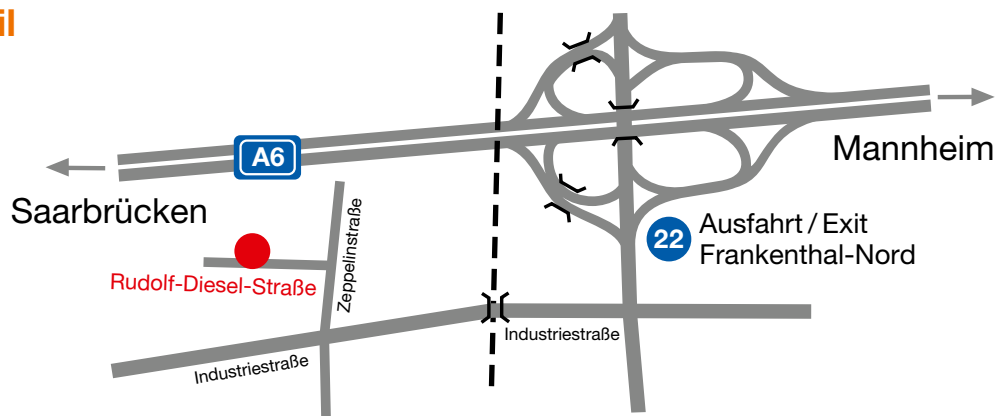 il
A6
Mannheim
Saarbrücken
22
Ausfahrt / Exit
Frankenthal-Nord
Zeppelinstraße
Rudolf-Diesel-Straße
Industriestraße
Industriestraße